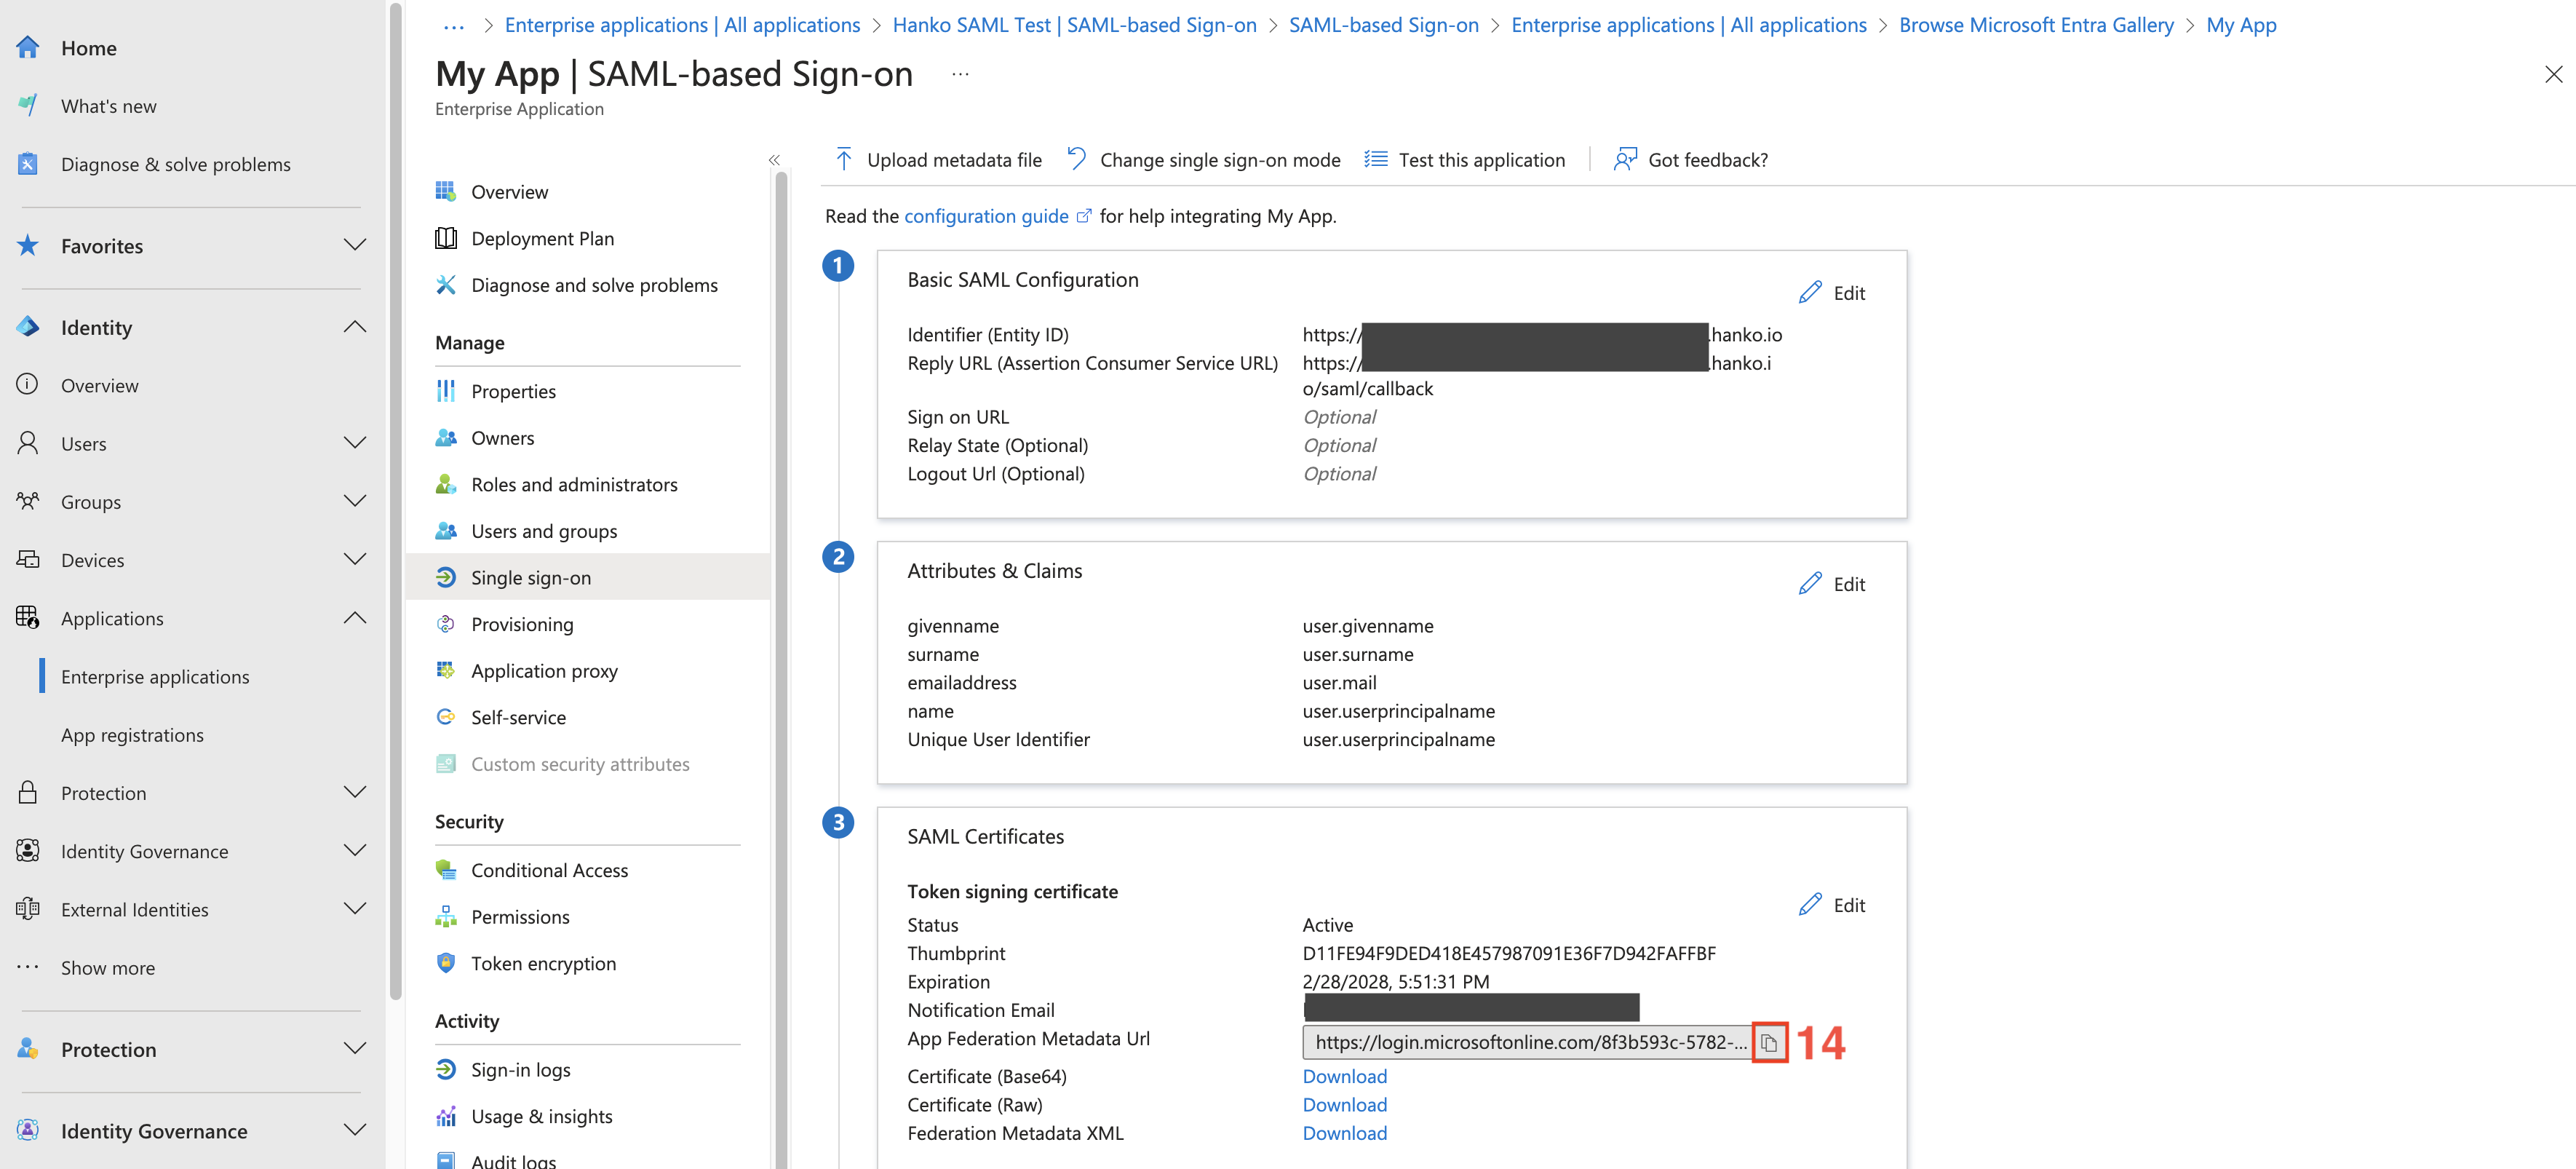 Home
What's new
Diagnose & solve problems
Favorites
Identity
Overview
Users
Groups
Devices
Applications
Enterprise applications
App registrations
Protection
Identity Governance
External Identities
Show more
Protection
Identity Governance
... > Enterprise applications | All applications > Hanko SAML Test | SAML-based Sign-on > SAML-based Sign-on > Enterprise applications | All applications > Browse Microsoft Entra Gallery > My App
My App | SAML-based Sign-on ...
Enterprise Application
Overview
Deployment Plan
Diagnose and solve problems
Manage
Properties
Owners
Roles and administrators
Users and groups
Single sign-on
Provisioning
Application proxy
Self-service
Custom security attributes
Security
Conditional Access
Permissions
Token encryption
Activity
Sign-in logs
Usage & insights
Audit logs
Upload metadata file Change single sign-on mode Test this application Got feedback?
Read the configuration guide for help integrating My App.
1
Basic SAML Configuration
Edit
Identifier (Entity ID) https:// .hanko.io
Reply URL (Assertion Consumer Service URL) https:// .hanko.i
o/saml/callback
Sign on URL Optional
Relay State (Optional) Optional
Logout Url (Optional) Optional
2
Attributes & Claims
Edit
givenname user.givenname
surname user.surname
emailaddress user.mail
name user.userprincipalname
Unique User Identifier user.userprincipalname
3
SAML Certificates
Token signing certificate
Edit
Status Active
Thumbprint D11FE94F9DED418E457987091E36F7D942FAFFBF
Expiration 2/28/2028, 5:51:31 PM
Notification Email
App Federation Metadata Url https://login.microsoftonline.com/8f3b593c-5782-... 14
Certificate (Base64) Download
Certificate (Raw) Download
Federation Metadata XML Download